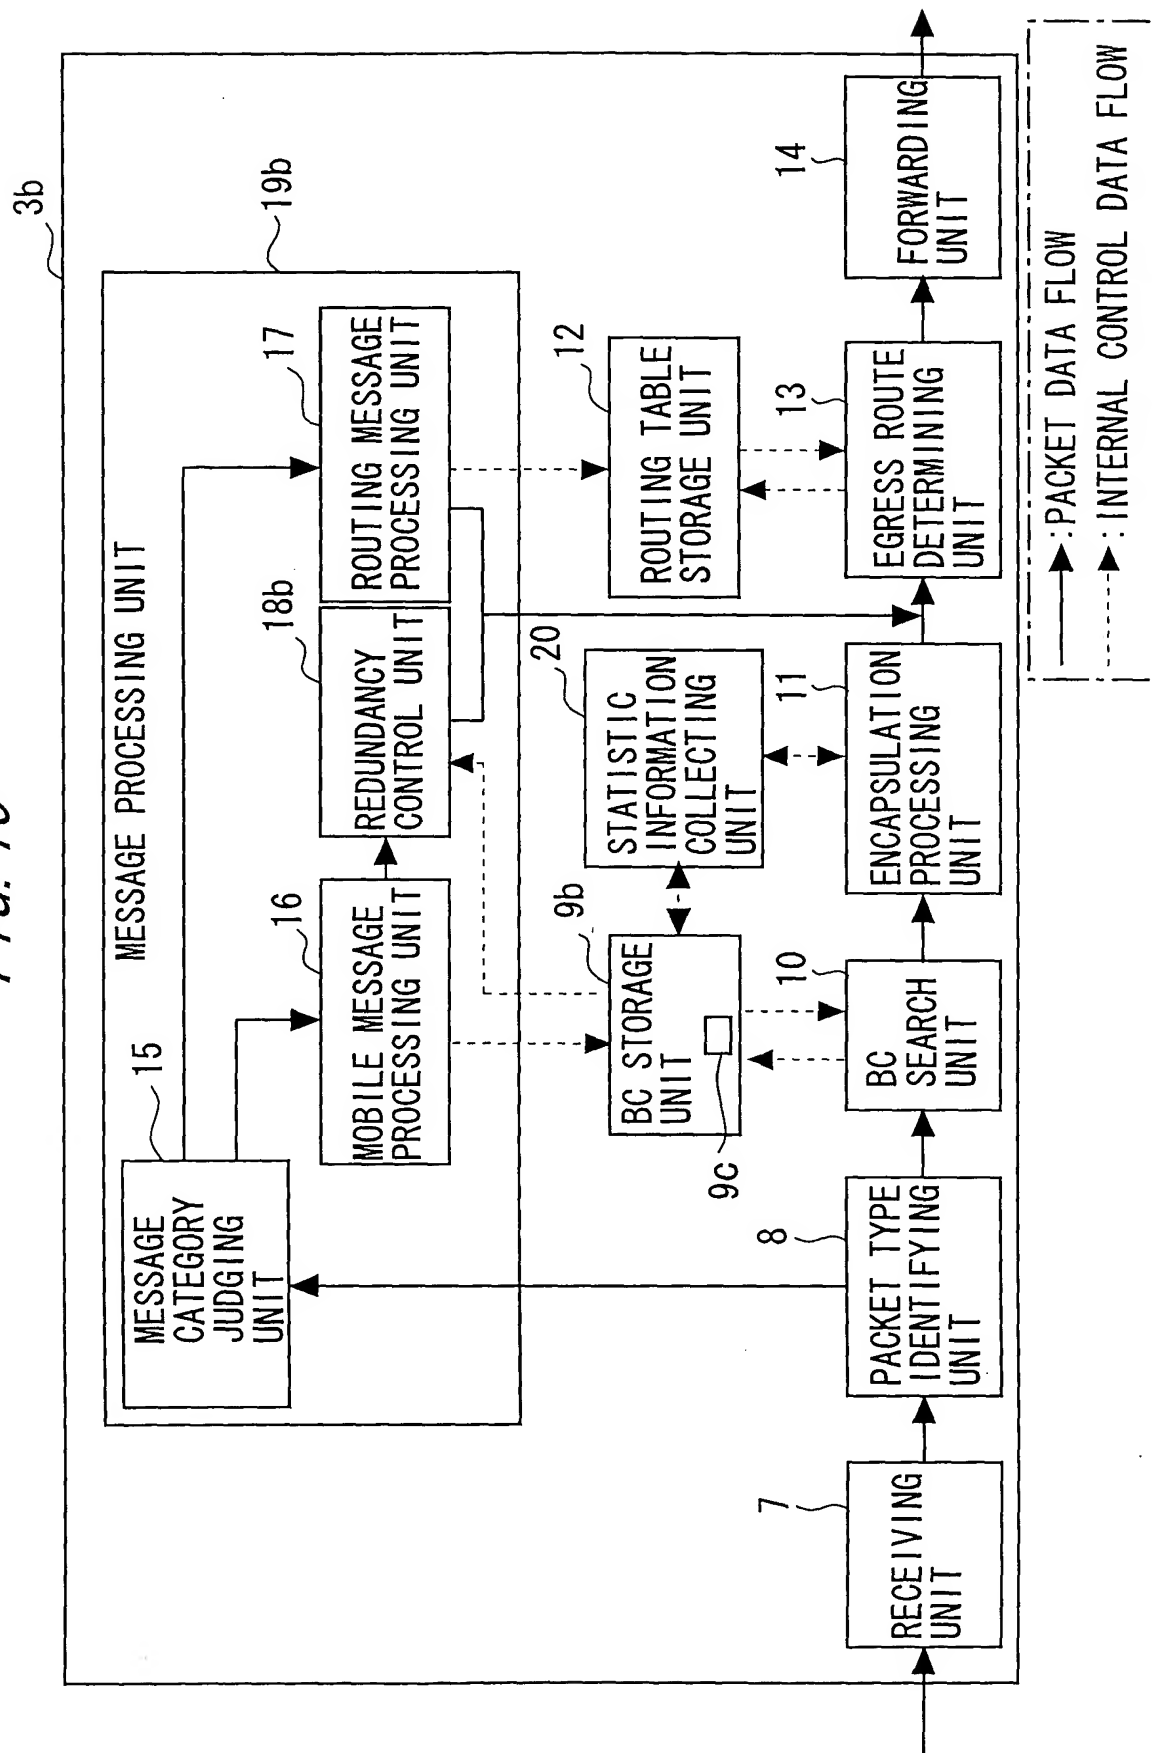 3b
MESSAGE PROCESSING UNIT
19b
15
MESSAGE
CATEGORY
JUDGING
UNIT
16
MOBILE MESSAGE
PROCESSING UNIT
18b
REDUNDANCY
CONTROL UNIT
17
ROUTING MESSAGE
PROCESSING UNIT
9b
BC STORAGE
UNIT
9c
20
STATISTIC
INFORMATION
COLLECTING
UNIT
12
ROUTING TABLE
STORAGE UNIT
7
RECEIVING
UNIT
8
PACKET TYPE
IDENTIFYING
UNIT
10
BC
SEARCH
UNIT
11
ENCAPSULATION
PROCESSING
UNIT
13
EGRESS ROUTE
DETERMINING
UNIT
14
FORWARDING
UNIT
:PACKET DATA FLOW
:INTERNAL CONTROL DATA FLOW